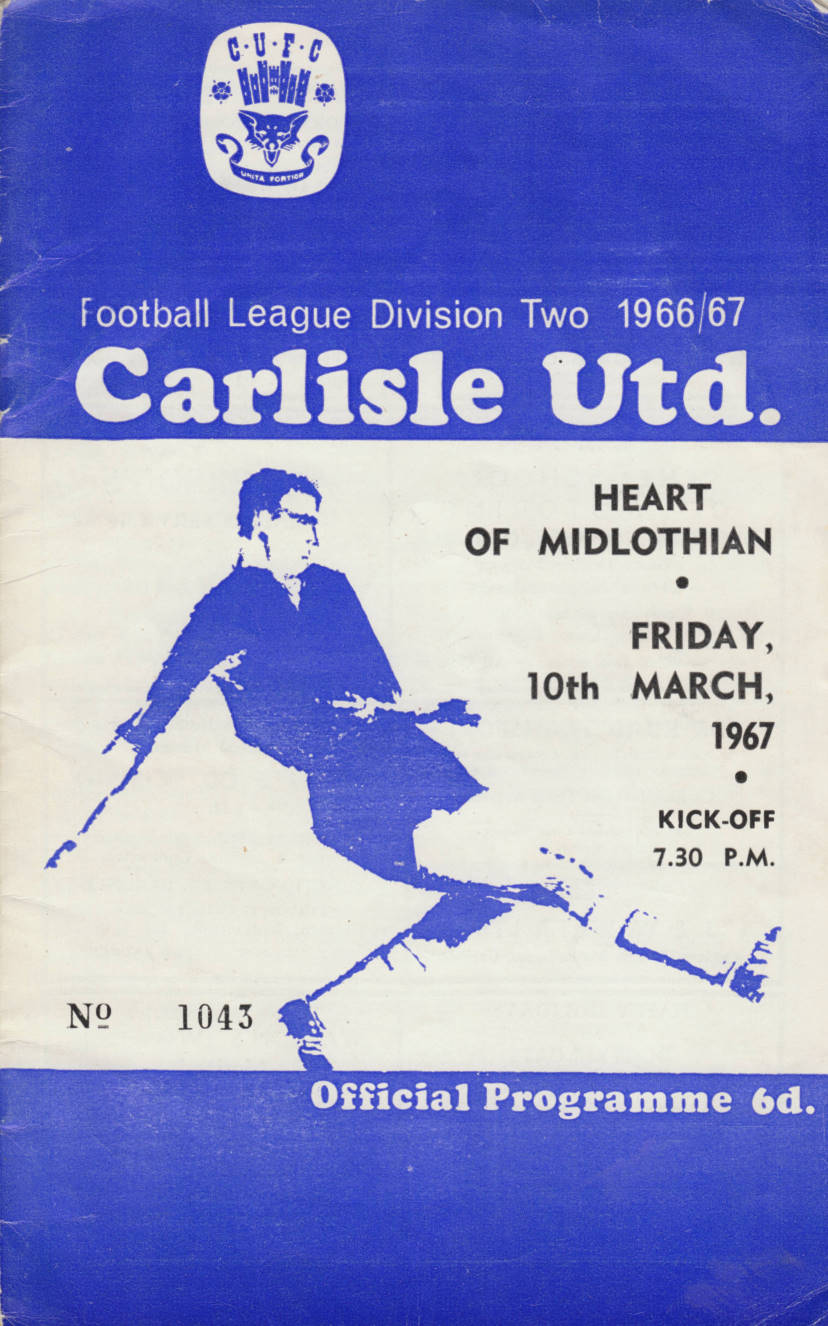 C·U·F·C
UNITA FORTIOR
Football League Division Two 1966/67
Carlisle Utd.
HEART
OF MIDLOTHIAN
•
FRIDAY,
10th MARCH,
1967
•
KICK-OFF
7.30 P.M.
Nº 1043
Official Programme 6d.